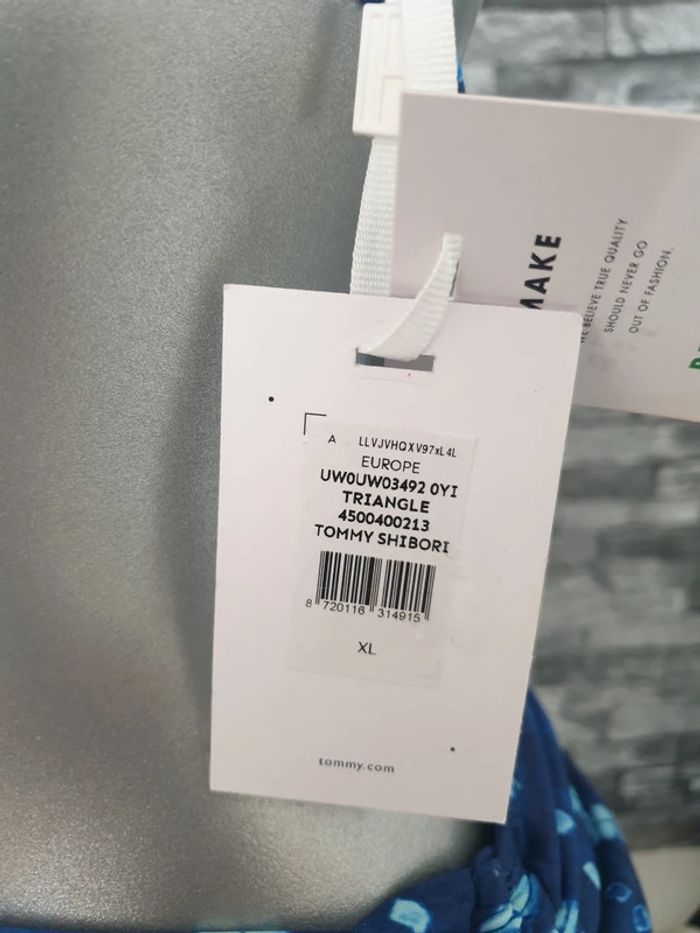 MAKE
BELIEVE TRUE QUALITY
SHOULD NEVER GO
OUT OF FASHION.
A LLVJVHQXV97xL4L
EUROPE
UW0UW03492 0YI
TRIANGLE
4500400213
TOMMY SHIBORI
8 720116 314915
XL
tommy.com